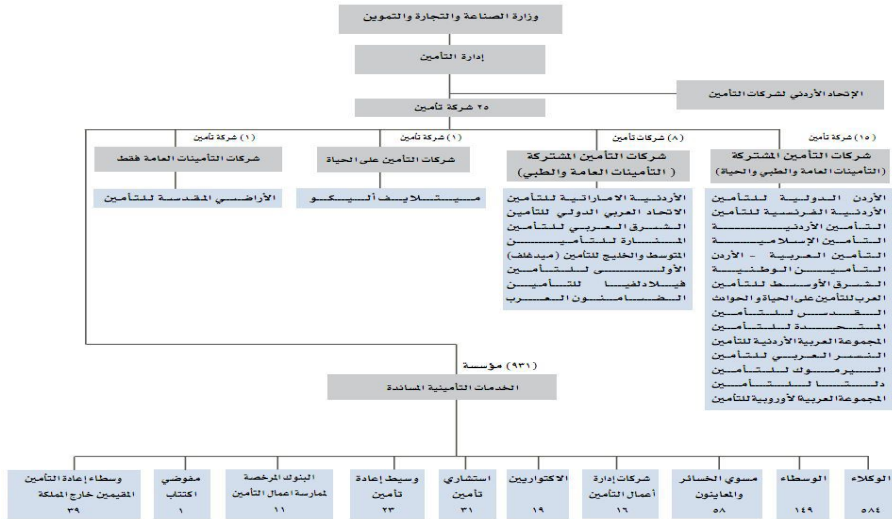 وزارة الصناعة والتجارة والتموين
إدارة التأمين
الإتحاد الأردني لشركات التأمين
٢٥ شركة تأمين
(١٥) شركة تأمين
شركات التأمين المشتركة
(التأمينات العامة والطبي والحياة)
الأردن الدولية للتأمين
الأردنية الفرنسية للتأمين
التأمين الأردنية
التأمين الإسلامية
التأمين العربية - الأردن
التأمين الوطنية
الشرق الأوسط للتأمين
العرب للتأمين على الحياة و الحوادث
القدس للتأمين
المتحدة للتأمين
المجموعة العربية الأردنية للتأمين
النسر العربي للتأمين
اليرموك للتأمين
دلتا للتأمين
المجموعة العربية الأوروبية للتأمين
(٨) شركات تأمين
شركات التأمين المشتركة
(التأمينات العامة والطبي)
الأردنية الاماراتية للتأمين
الاتحاد العربي الدولي للتأمين
الشرق العربي للتأمين
المنارة للتأمين
المتوسط والخليج للتأمين (ميدغلف)
الأولى للتأمين
فيلادلفيا للتأمين
الضامنون العرب
(١) شركة تأمين
شركات التأمين على الحياة
ميتلايف أليكو
(١) شركة تأمين
شركات التأمينات العامة فقط
الأراضي المقدسة للتأمين
(٩٣١) مؤسسة
الخدمات التأمينية المساندة
الوكلاء
٥٨٤
الوسطاء
١٤٩
مسوي الخسائر
والمعاينون
٥٨
شركات إدارة
أعمال التأمين
١٦
الاكتواريين
١٩
استشاري
تأمين
٣١
وسيط إعادة
تأمين
٢٣
البنوك المرخصة
لممارسة اعمال التأمين
١١
مفوضي
اكتتاب
١
وسطاء إعادة التأمين
المقيمين خارج المملكة
٣٩